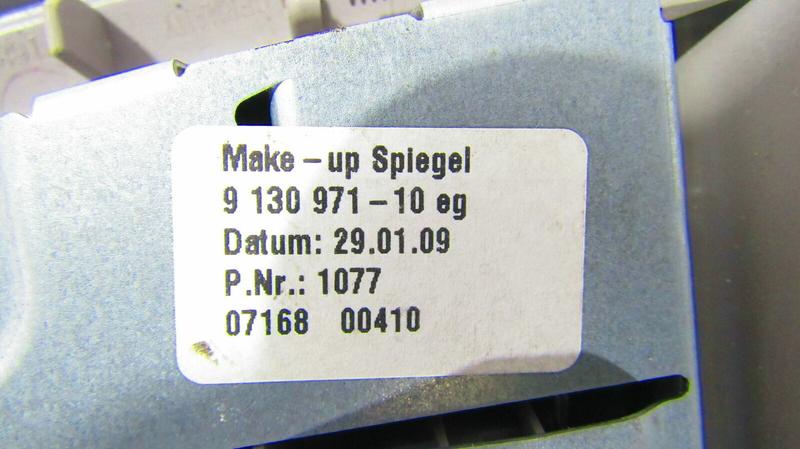 Make-up Spiegel
9 130 971-10 eg
Datum: 29.01.09
P.Nr.: 1077
07168 00410